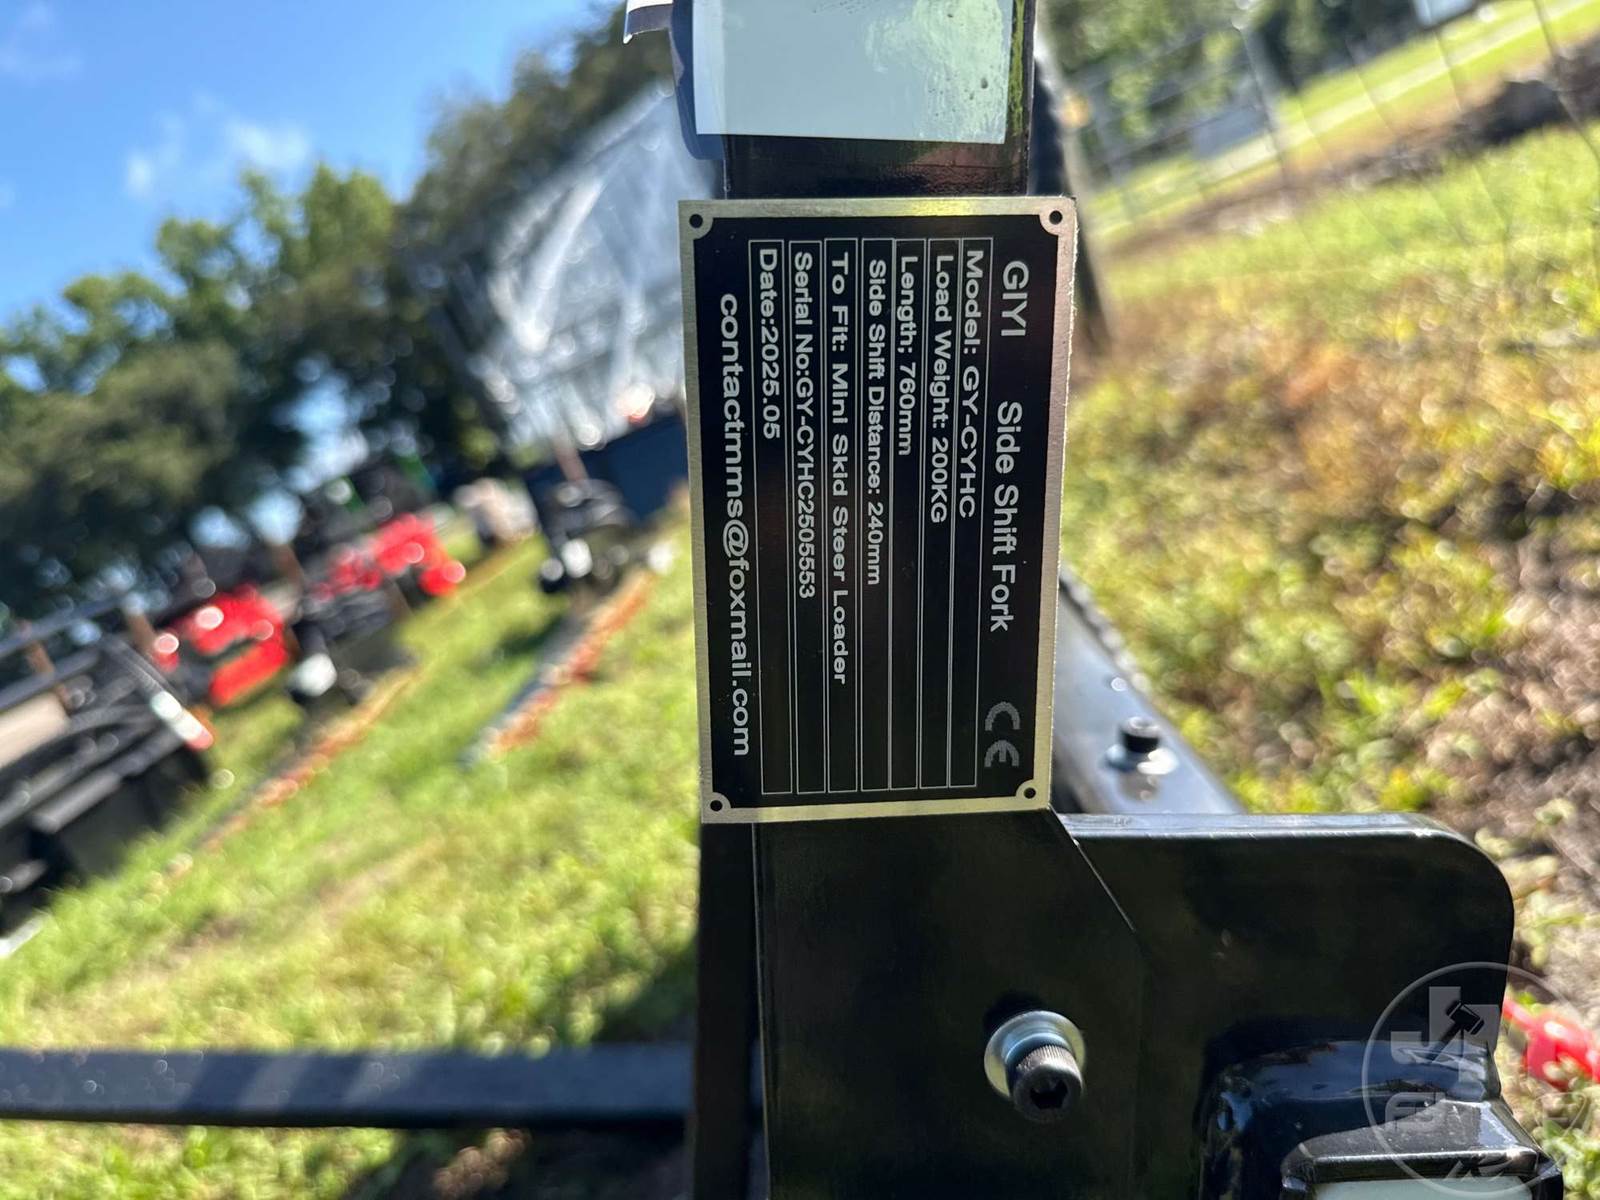 GIYI Side Shift Fork CE
Model: GY-CYHC
Load Weight: 200KG
Length; 760mm
Side Shift Distance: 240mm
To Fit: Mini Skid Steer Loader
Serial No:GY-CYHC2505553
Date:2025.05
contactmms@foxmail.com